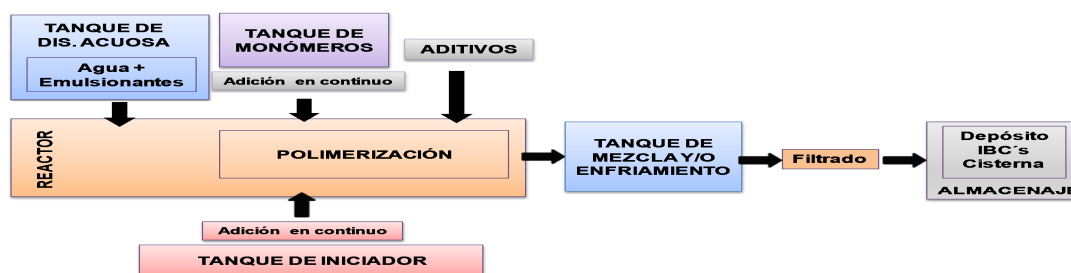 TANQUE DE
DIS. ACUOSA
Agua +
Emulsionantes
TANQUE DE
MONÓMEROS
Adición en continuo
ADITIVOS
REACTOR
POLIMERIZACIÓN
TANQUE DE
MEZCLA Y/O
ENFRIAMIENTO
Filtrado
Depósito
IBC´s
Cisterna
ALMACENAJE
Adición en continuo
TANQUE DE INICIADOR